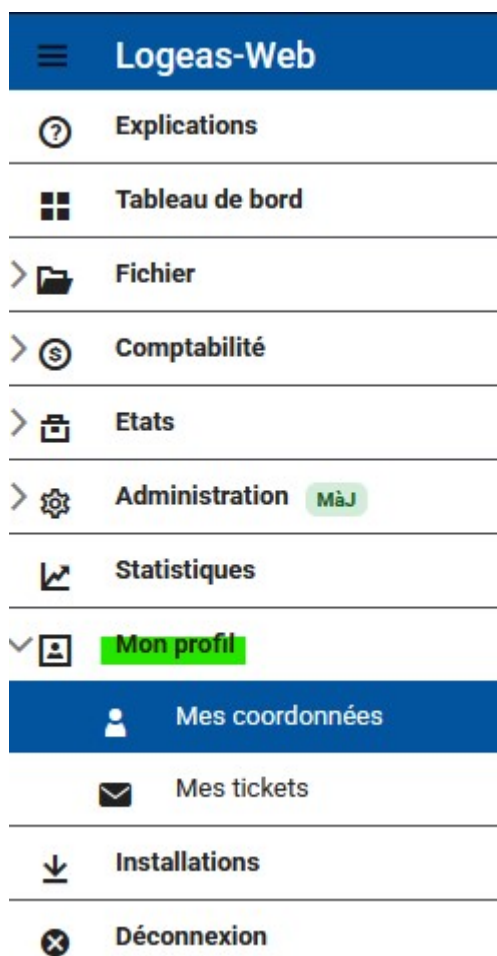 Logeas-Web
Explications
Tableau de bord
Fichier
Comptabilité
Etats
Administration MàJ
Statistiques
Mon profil
Mes coordonnées
Mes tickets
Installations
Déconnexion